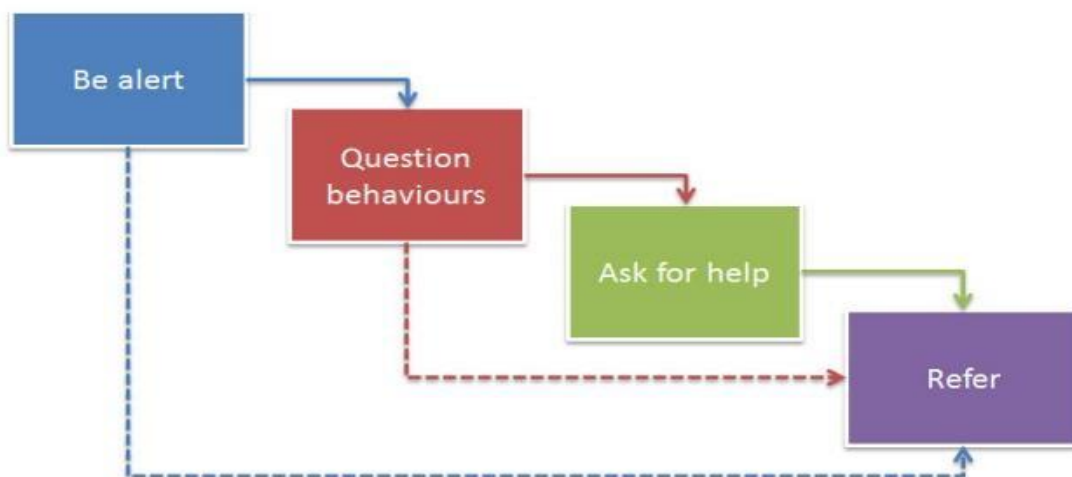 Be alert
Question
behaviours
Ask for help
Refer